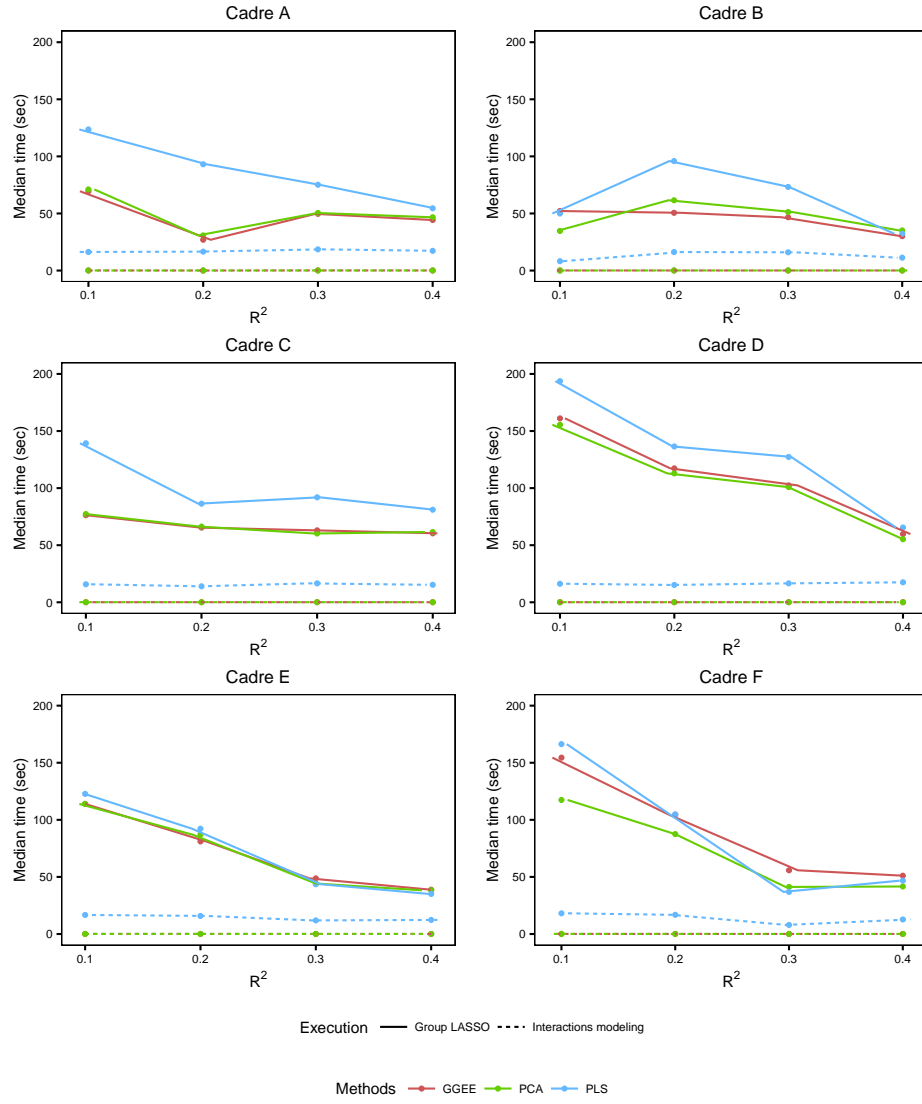 Cadre A
Cadre B
200
150
100
50
0
Median time (sec)
0.1 0.2 0.3 0.4
R²
200
150
100
50
0
Median time (sec)
0.1 0.2 0.3 0.4
R²
Cadre C
Cadre D
200
150
100
50
0
Median time (sec)
0.1 0.2 0.3 0.4
R²
200
150
100
50
0
Median time (sec)
0.1 0.2 0.3 0.4
R²
Cadre E
Cadre F
200
150
100
50
0
Median time (sec)
0.1 0.2 0.3 0.4
R²
200
150
100
50
0
Median time (sec)
0.1 0.2 0.3 0.4
R²
Execution Group LASSO Interactions modeling
Methods GGEE PCA PLS